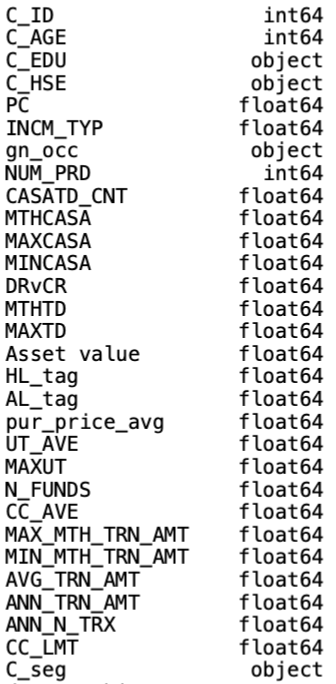 C_ID int64
C_AGE int64
C_EDU object
C_HSE object
PC float64
INCM_TYP float64
gn_occ object
NUM_PRD int64
CASATD_CNT float64
MTHCASA float64
MAXCASA float64
MINCASA float64
DRvCR float64
MTHTD float64
MAXTD float64
Asset value float64
HL_tag float64
AL_tag float64
pur_price_avg float64
UT_AVE float64
MAXUT float64
N_FUNDS float64
CC_AVE float64
MAX_MTH_TRN_AMT float64
MIN_MTH_TRN_AMT float64
AVG_TRN_AMT float64
ANN_TRN_AMT float64
ANN_N_TRX float64
CC_LMT float64
C_seg object